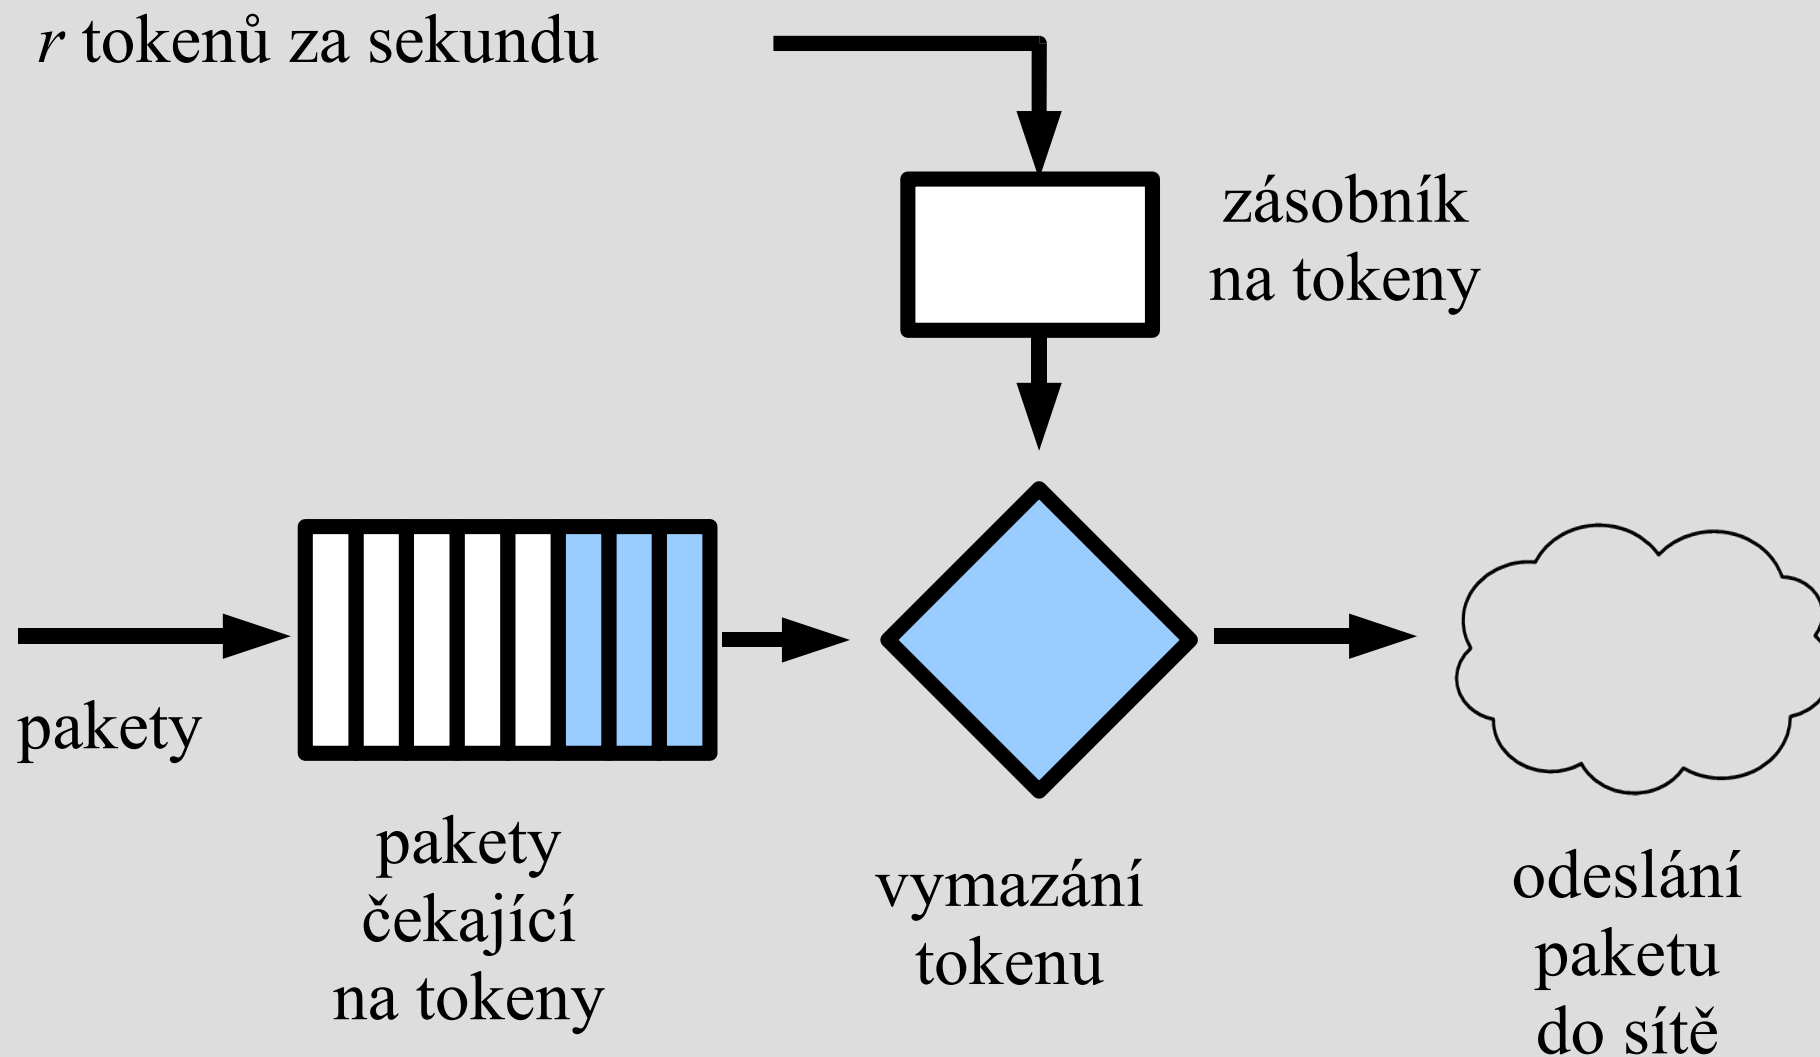 r tokenů za sekundu
zásobník
na tokeny
pakety
pakety
čekající
na tokeny
vymazání
tokenu
odeslání
paketu
do sítě